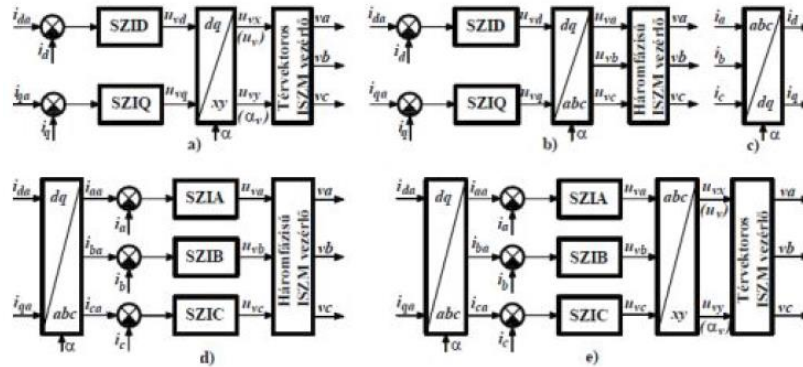 i_da SZID u_vd dq u_vx va
i_d (u_v) vb
i_qa SZIQ u_vq xy u_vy vc
i_q α (α_v)
Térvektoros
ISZM vezérlő
a)
i_da SZID u_vd dq u_va va
i_d u_vb vb
i_qa SZIQ u_vq abc u_vc vc
i_q α
Háromfázisú
ISZM vezérlő
b)
i_a abc i_d
i_b
i_c dq i_q
α
c)
i_da dq i_aa SZIA u_va va
i_a
i_ba SZIB u_vb vb
i_b
i_qa abc i_ca SZIC u_vc vc
α i_c
Háromfázisú
ISZM vezérlő
d)
i_da dq i_aa SZIA u_va abc u_vx va
i_a (u_v)
i_ba SZIB u_vb vb
i_b
i_qa abc i_ca SZIC u_vc xy u_vy vc
α i_c (α_v)
Térvektoros
ISZM vezérlő
e)